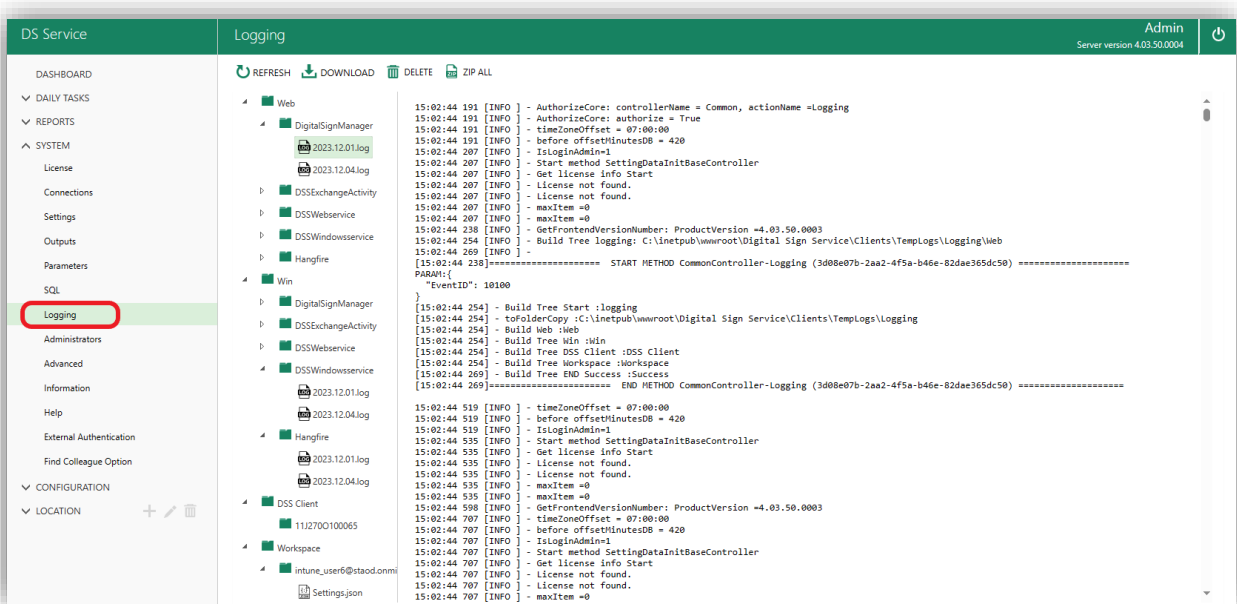 DS Service
Logging
Admin
Server version 4.03.50.0004
DASHBOARD
DAILY TASKS
REPORTS
SYSTEM
License
Connections
Settings
Outputs
Parameters
SQL
Logging
Administrators
Advanced
Information
Help
External Authentication
Find Colleague Option
CONFIGURATION
LOCATION
REFRESH DOWNLOAD DELETE ZIP ALL
Web
DigitalSignManager
2023.12.01.log
2023.12.04.log
DSSExchangeActivity
DSSWebservice
DSSWindowsservice
Hangfire
Win
DigitalSignManager
DSSExchangeActivity
DSSWebservice
DSSWindowsservice
2023.12.01.log
2023.12.04.log
Hangfire
2023.12.01.log
2023.12.04.log
DSS Client
11J270O100065
Workspace
intune_user6@staod.onmi
Settings.json
15:02:44 191 [INFO ] - AuthorizeCore: controllerName = Common, actionName =Logging
15:02:44 191 [INFO ] - AuthorizeCore: authorize = True
15:02:44 191 [INFO ] - timeZoneOffset = 07:00:00
15:02:44 191 [INFO ] - before offsetMinutesDB = 420
15:02:44 207 [INFO ] - IsLoginAdmin=1
15:02:44 207 [INFO ] - Start method SettingDataInitBaseController
15:02:44 207 [INFO ] - Get license info Start
15:02:44 207 [INFO ] - License not found.
15:02:44 207 [INFO ] - License not found.
15:02:44 207 [INFO ] - maxItem =0
15:02:44 207 [INFO ] - maxItem =0
15:02:44 238 [INFO ] - GetFrontendVersionNumber: ProductVersion =4.03.50.0003
15:02:44 254 [INFO ] - Build Tree logging: C:\inetpub\wwwroot\Digital Sign Service\Clients\TempLogs\Logging\Web
15:02:44 269 [INFO ] -
[15:02:44 238]===================== START METHOD CommonController-Logging (3d08e07b-2aa2-4f5a-b46e-82dae365dc50) =====================
PARAM:{
"EventID": 10100
}
[15:02:44 254] - Build Tree Start :logging
[15:02:44 254] - toFolderCopy :C:\inetpub\wwwroot\Digital Sign Service\Clients\TempLogs\Logging
[15:02:44 254] - Build Web :Web
[15:02:44 254] - Build Tree Win :Win
[15:02:44 254] - Build Tree DSS Client :DSS Client
[15:02:44 254] - Build Tree Workspace :Workspace
[15:02:44 269] - Build Tree END Success :Success
[15:02:44 269]======================= END METHOD CommonController-Logging (3d08e07b-2aa2-4f5a-b46e-82dae365dc50) ====================
15:02:44 519 [INFO ] - timeZoneOffset = 07:00:00
15:02:44 519 [INFO ] - before offsetMinutesDB = 420
15:02:44 519 [INFO ] - IsLoginAdmin=1
15:02:44 535 [INFO ] - Start method SettingDataInitBaseController
15:02:44 535 [INFO ] - Get license info Start
15:02:44 535 [INFO ] - License not found.
15:02:44 535 [INFO ] - License not found.
15:02:44 535 [INFO ] - maxItem =0
15:02:44 535 [INFO ] - maxItem =0
15:02:44 598 [INFO ] - GetFrontendVersionNumber: ProductVersion =4.03.50.0003
15:02:44 707 [INFO ] - timeZoneOffset = 07:00:00
15:02:44 707 [INFO ] - before offsetMinutesDB = 420
15:02:44 707 [INFO ] - IsLoginAdmin=1
15:02:44 707 [INFO ] - Start method SettingDataInitBaseController
15:02:44 707 [INFO ] - Get license info Start
15:02:44 707 [INFO ] - License not found.
15:02:44 707 [INFO ] - License not found.
15:02:44 707 [INFO ] - maxItem =0